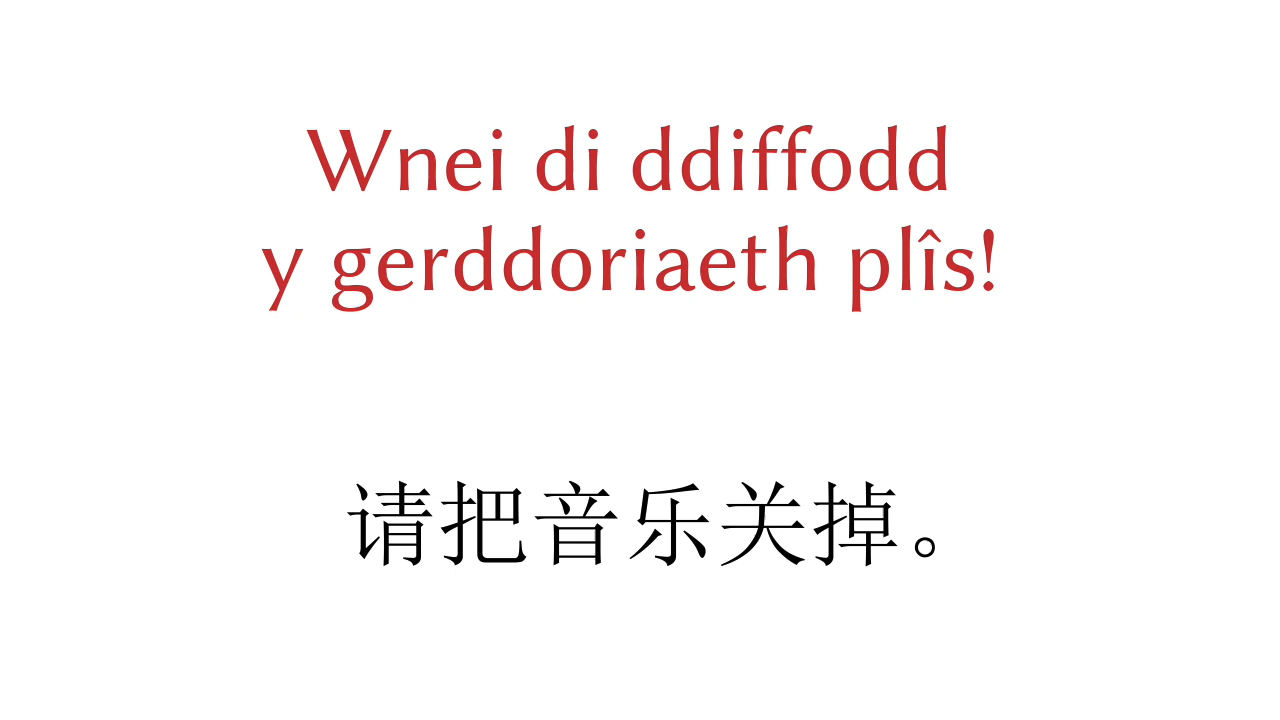 Wnei di ddiffodd
y gerddoriaeth plîs!
请把音乐关掉。